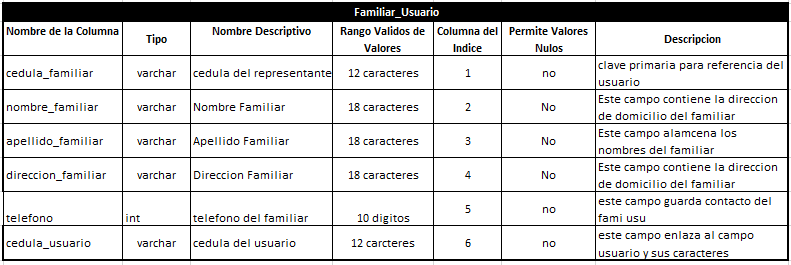 Familiar_Usuario
Nombre de la Columna Tipo Nombre Descriptivo Rango Validos de Valores Columna del Indice Permite Valores Nulos Descripcion
cedula_familiar varchar cedula del representante 12 caracteres 1 no clave primaria para referencia del usuario
nombre_familiar varchar Nombre Familiar 18 caracteres 2 No Este campo contiene la direccion de domicilio del familiar
apellido_familiar varchar Apellido Familiar 18 caracteres 3 No Este campo alamcena los nombres del familiar
direccion_familiar varchar Direccion Familiar 18 caracteres 4 No Este campo contiene la direccion de domicilio del familiar
telefono int telefono del familiar 10 digitos 5 no este campo guarda contacto del fami usu
cedula_usuario varchar cedula del usuario 12 carcteres 6 no este campo enlaza al campo usuario y sus caracteres